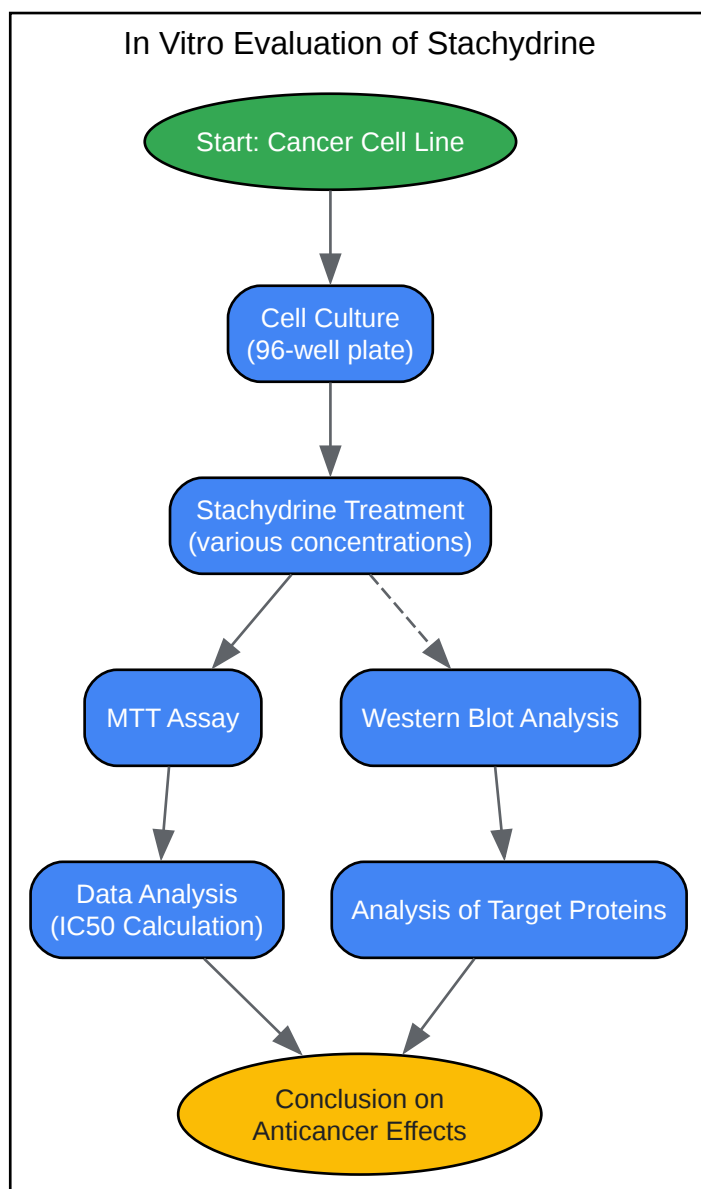 In Vitro Evaluation of Stachydrine
Start: Cancer Cell Line
Cell Culture
(96-well plate)
Stachydrine Treatment
(various concentrations)
MTT Assay
Western Blot Analysis
Data Analysis
(IC50 Calculation)
Analysis of Target Proteins
Conclusion on
Anticancer Effects